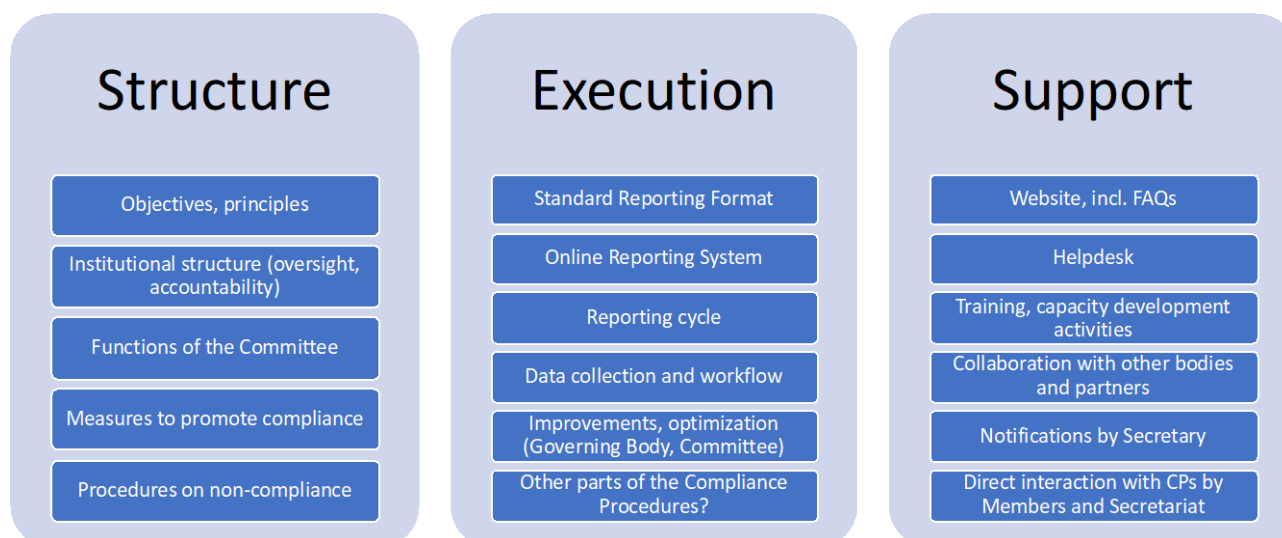 Structure
Objectives, principles
Institutional structure (oversight,
accountability)
Functions of the Committee
Measures to promote compliance
Procedures on non-compliance
Execution
Standard Reporting Format
Online Reporting System
Reporting cycle
Data collection and workflow
Improvements, optimization
(Governing Body, Committee)
Other parts of the Compliance
Procedures?
Support
Website, incl. FAQs
Helpdesk
Training, capacity development
activities
Collaboration with other bodies
and partners
Notifications by Secretary
Direct interaction with CPs by
Members and Secretariat